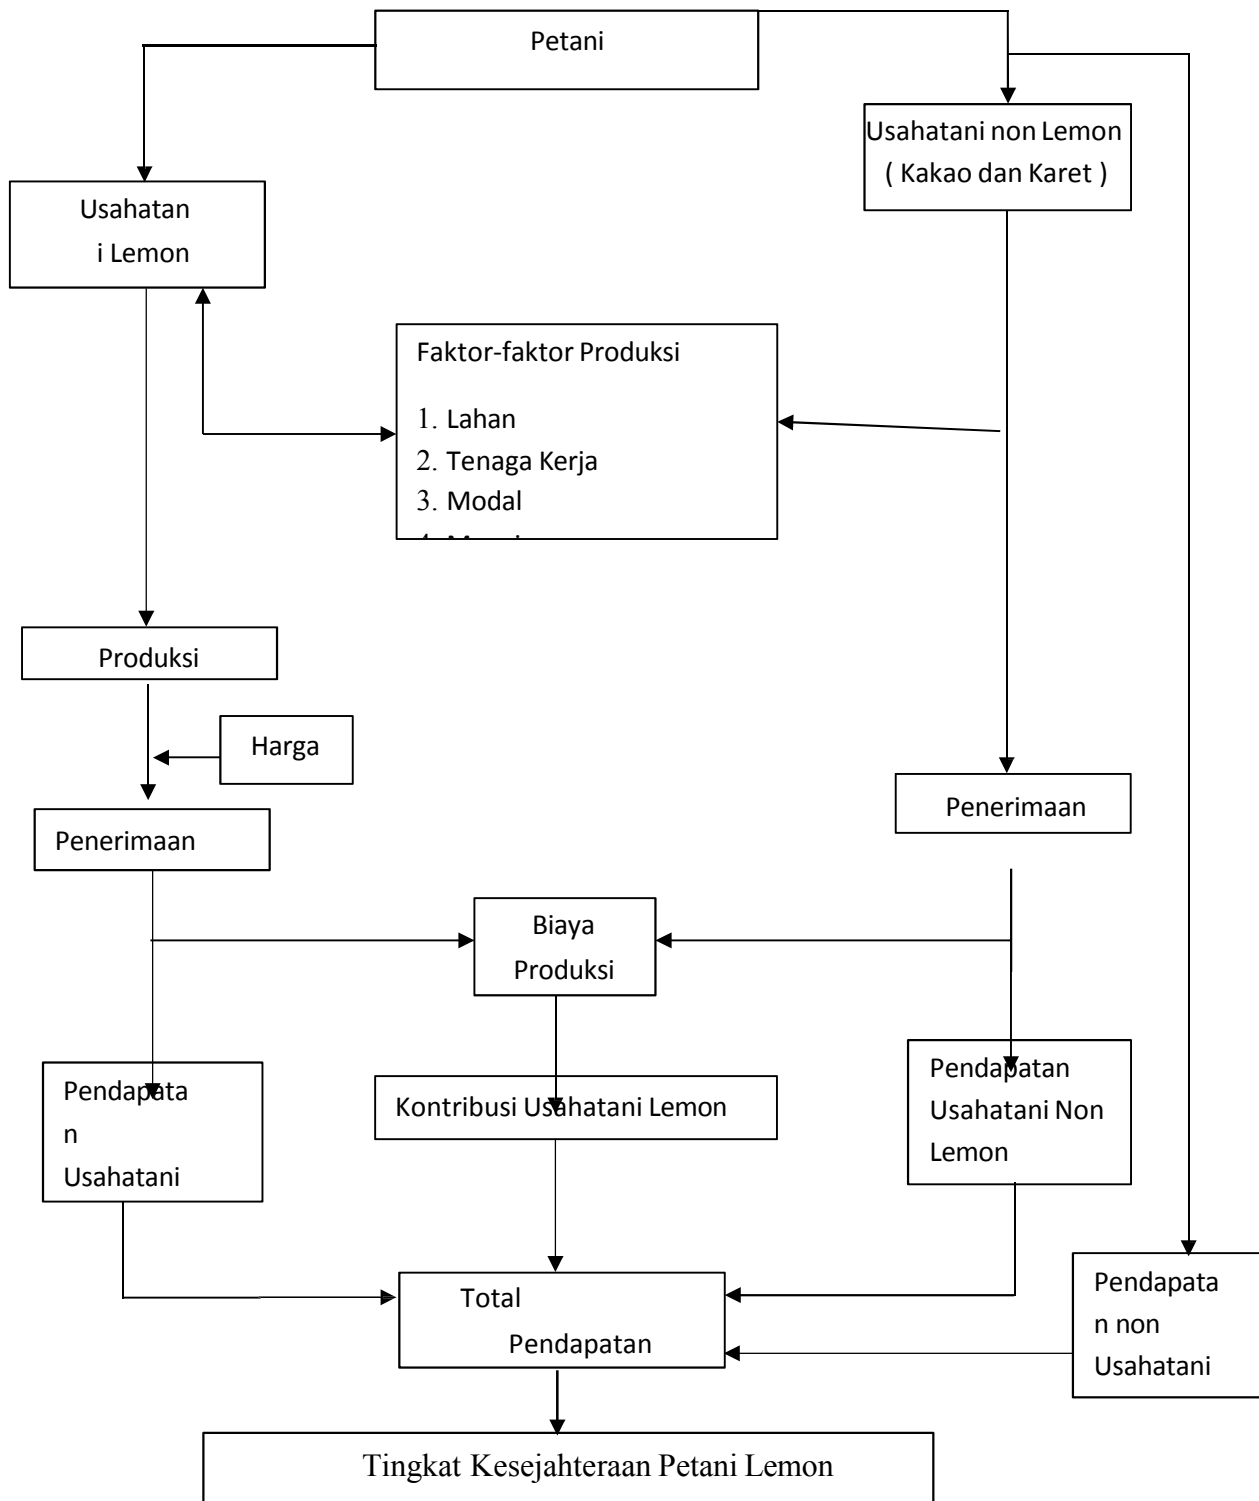 Petani
Usahatani non Lemon
( Kakao dan Karet )
Usahatan
i Lemon
Faktor-faktor Produksi
1. Lahan
2. Tenaga Kerja
3. Modal
Produksi
Harga
Penerimaan
Penerimaan
Biaya
Produksi
Pendapata
n
Usahatani
Kontribusi Usahatani Lemon
Pendapatan
Usahatani Non
Lemon
Total
Pendapatan
Pendapata
n non
Usahatani
Tingkat Kesejahteraan Petani Lemon